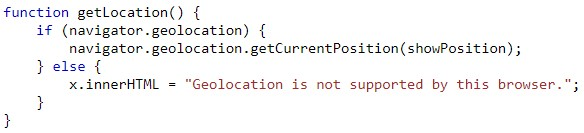 function getLocation() {
    if (navigator.geolocation) {
        navigator.geolocation.getCurrentPosition(showPosition);
    } else {
        x.innerHTML = "Geolocation is not supported by this browser.";
    }
}